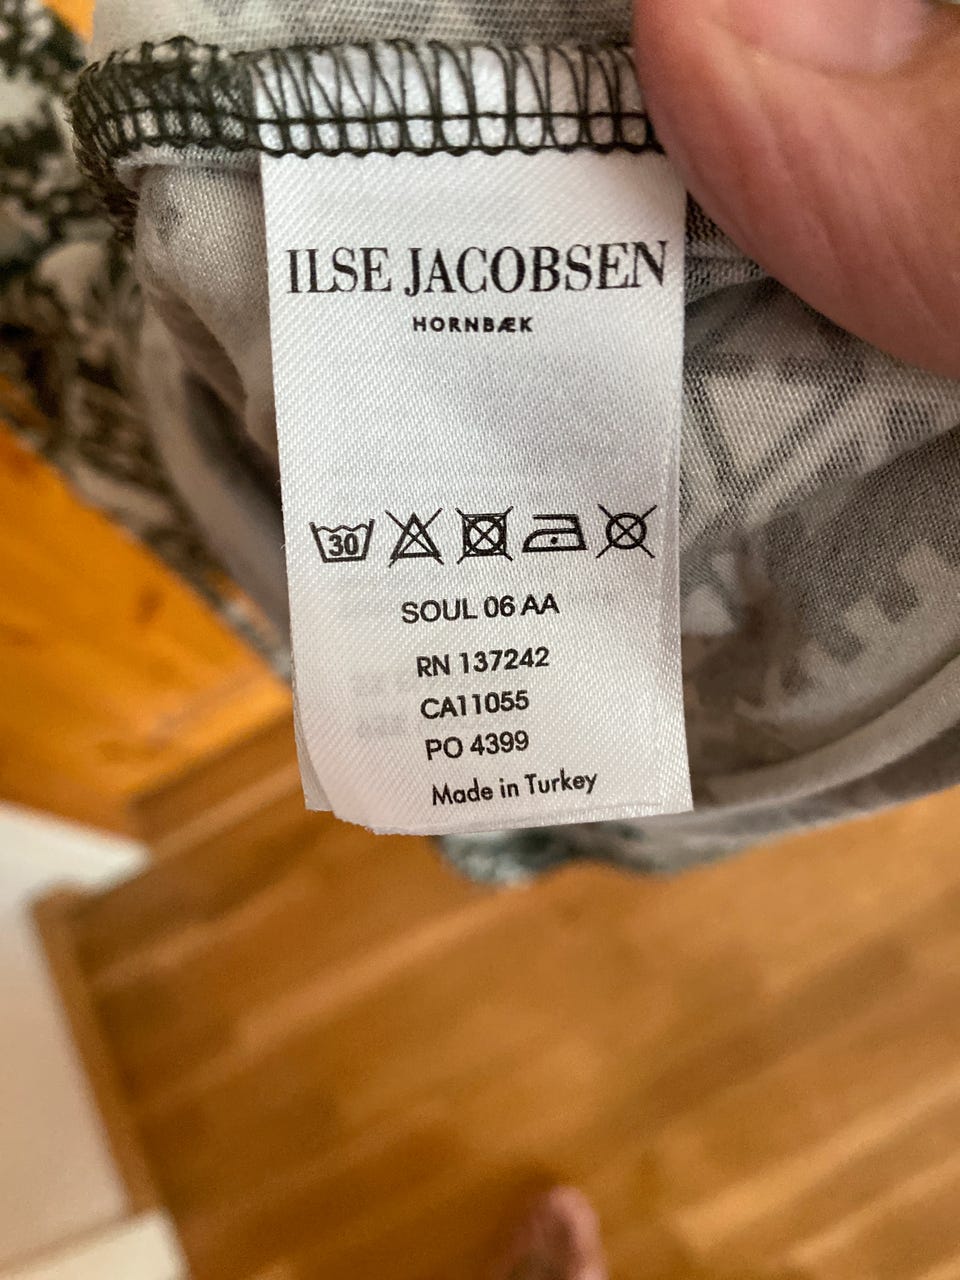 ILSE JACOBSEN
HORNBÆK
30
SOUL 06 AA
RN 137242
CA11055
PO 4399
Made in Turkey